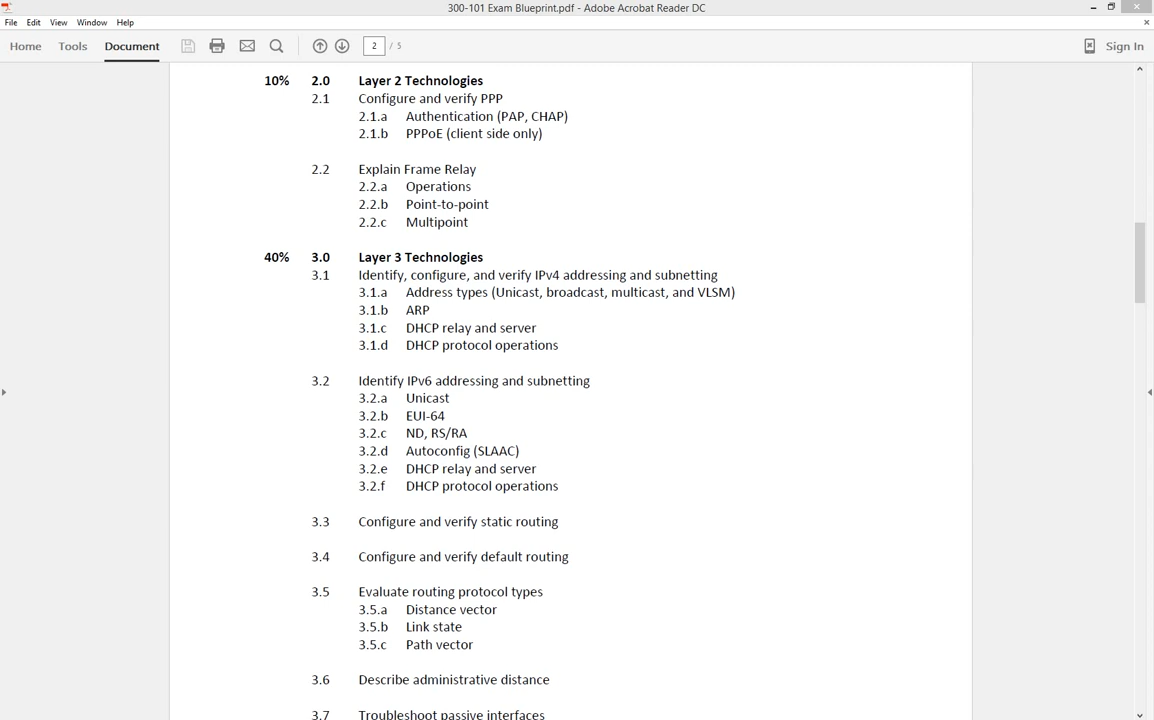 300-101 Exam Blueprint.pdf - Adobe Acrobat Reader DC
File Edit View Window Help
Home Tools Document 2 / 5 Sign In
10% 2.0 Layer 2 Technologies
2.1 Configure and verify PPP
2.1.a Authentication (PAP, CHAP)
2.1.b PPPoE (client side only)
2.2 Explain Frame Relay
2.2.a Operations
2.2.b Point-to-point
2.2.c Multipoint
40% 3.0 Layer 3 Technologies
3.1 Identify, configure, and verify IPv4 addressing and subnetting
3.1.a Address types (Unicast, broadcast, multicast, and VLSM)
3.1.b ARP
3.1.c DHCP relay and server
3.1.d DHCP protocol operations
3.2 Identify IPv6 addressing and subnetting
3.2.a Unicast
3.2.b EUI-64
3.2.c ND, RS/RA
3.2.d Autoconfig (SLAAC)
3.2.e DHCP relay and server
3.2.f DHCP protocol operations
3.3 Configure and verify static routing
3.4 Configure and verify default routing
3.5 Evaluate routing protocol types
3.5.a Distance vector
3.5.b Link state
3.5.c Path vector
3.6 Describe administrative distance
3.7 Troubleshoot passive interfaces